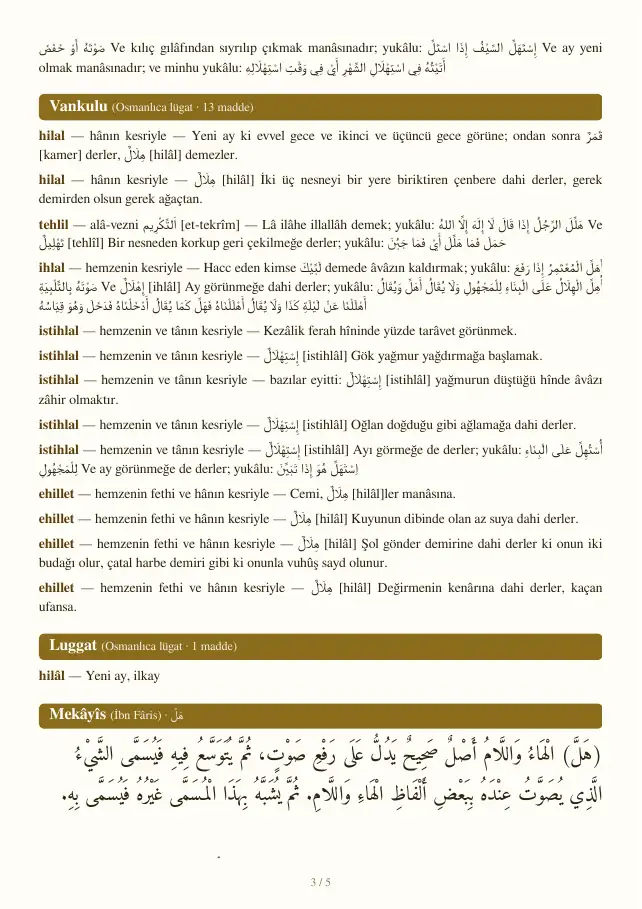 صَوْتَهُ أَوْ خَفَضَ Ve kılıç gılâfından sıyrılıp çıkmak manâsınadır; yukâlu: إِسْتَهَلَّ السَّيْفُ إِذَا اسْتَلَّ Ve ay yeni
olmak manâsınadır; ve minhu yukâlu: أَتَيْتُهُ فِي اسْتِهْلَالِ الشَّهْرِ أَيْ فِي وَقْتِ اسْتِهْلَالِهِ
Vankulu (Osmanlıca lügat · 13 madde)
hilal — hânın kesriyle — Yeni ay ki evvel gece ve ikinci ve üçüncü gece görüne; ondan sonra قَمَرٌ
[kamer] derler, هِلَالٌ [hilâl] demezler.
hilal — hânın kesriyle — هِلَالٌ [hilâl] İki üç nesneyi bir yere biriktiren çenbere dahi derler, gerek
demirden olsun gerek ağaçtan.
tehlil — alâ-vezni اَلتَّكْرِيم [et-tekrîm] — Lâ ilâhe illallâh demek; yukâlu: هَلَّلَ الرَّجُلُ إِذَا قَالَ لَا إِلَهَ إِلَّا اللهُ Ve
تَهْلِيلٌ [tehlîl] Bir nesneden korkup geri çekilmeğe derler; yukâlu: حَمَل فَمَا هَلَّلَ أَيْ فَمَا جَبْنَ
ihlal — hemzenin kesriyle — Hacc eden kimse لَبَّيْكَ demede âvâzın kaldırmak; yukâlu: أَهَلَّ الْمُعْتَمِرُ إِذَا رَفَعَ
صَوْتَهُ بِالتَّلْبِيَةِ Ve إِهْلَالٌ [ihlâl] Ay görünmeğe dahi derler; yukâlu: أُهِلَّ الْهِلَالُ عَلَى الْبِنَاءِ لِلْمَجْهُولِ وَلَا يُقَالُ أَهَلَّ وَيُقَالُ
أَهْلَلْنَا عَنْ لَيْلَةِ كَذَا وَلَا يُقَالُ أَهْلَلْنَاهُ فَهَلَّ كَمَا يُقَالُ أَدْخَلْنَاهُ فَدَخَلَ وَهُوَ قِيَاسُهُ
istihlal — hemzenin ve tânın kesriyle — Kezâlik ferah hîninde yüzde tarâvet görünmek.
istihlal — hemzenin ve tânın kesriyle — إِسْتِهْلَالٌ [istihlâl] Gök yağmur yağdırmağa başlamak.
istihlal — hemzenin ve tânın kesriyle — bazılar eyitti: إِسْتِهْلَالٌ [istihlâl] yağmurun düştüğü hînde âvâzı
zâhir olmaktır.
istihlal — hemzenin ve tânın kesriyle — إِسْتِهْلَالٌ [istihlâl] Oğlan doğduğu gibi ağlamağa dahi derler.
istihlal — hemzenin ve tânın kesriyle — إِسْتِهْلَالٌ [istihlâl] Ayı görmeğe de derler; yukâlu: أُسْتُهِلَّ عَلَى الْبِنَاءِ
لِلْمَجْهُولِ Ve ay görünmeğe de derler; yukâlu: اِسْتَهَلَّ هُوَ إِذَا تَبَيَّنَ
ehillet — hemzenin fethi ve hânın kesriyle — Cemi, هِلَالٌ [hilâl]ler manâsına.
ehillet — hemzenin fethi ve hânın kesriyle — هِلَالٌ [hilâl] Kuyunun dibinde olan az suya dahi derler.
ehillet — hemzenin fethi ve hânın kesriyle — هِلَالٌ [hilâl] Şol gönder demirine dahi derler ki onun iki
budağı olur, çatal harbe demiri gibi ki onunla vuhûş sayd olunur.
ehillet — hemzenin fethi ve hânın kesriyle — هِلَالٌ [hilâl] Değirmenin kenârına dahi derler, kaçan
ufansa.
Luggat (Osmanlıca lügat · 1 madde)
hilâl — Yeni ay, ilkay
Mekâyîs (İbn Fâris) · هَلَّ
(هَلَّ) الْهَاءُ وَاللَّامُ أَصْلٌ صَحِيحٌ يَدُلُّ عَلَى رَفْعِ صَوْتٍ، ثُمَّ يُتَوَسَّعُ فِيهِ فَيُسَمَّى الشَّيْءُ
الَّذِي يُصَوَّتُ عِنْدَهُ بِبَعْضِ أَلْفَاظِ الْهَاءِ وَاللَّامِ. ثُمَّ يُشَبَّهُ بِهَذَا الْمُسَمَّى غَيْرُهُ فَيُسَمَّى بِهِ.
3 / 5